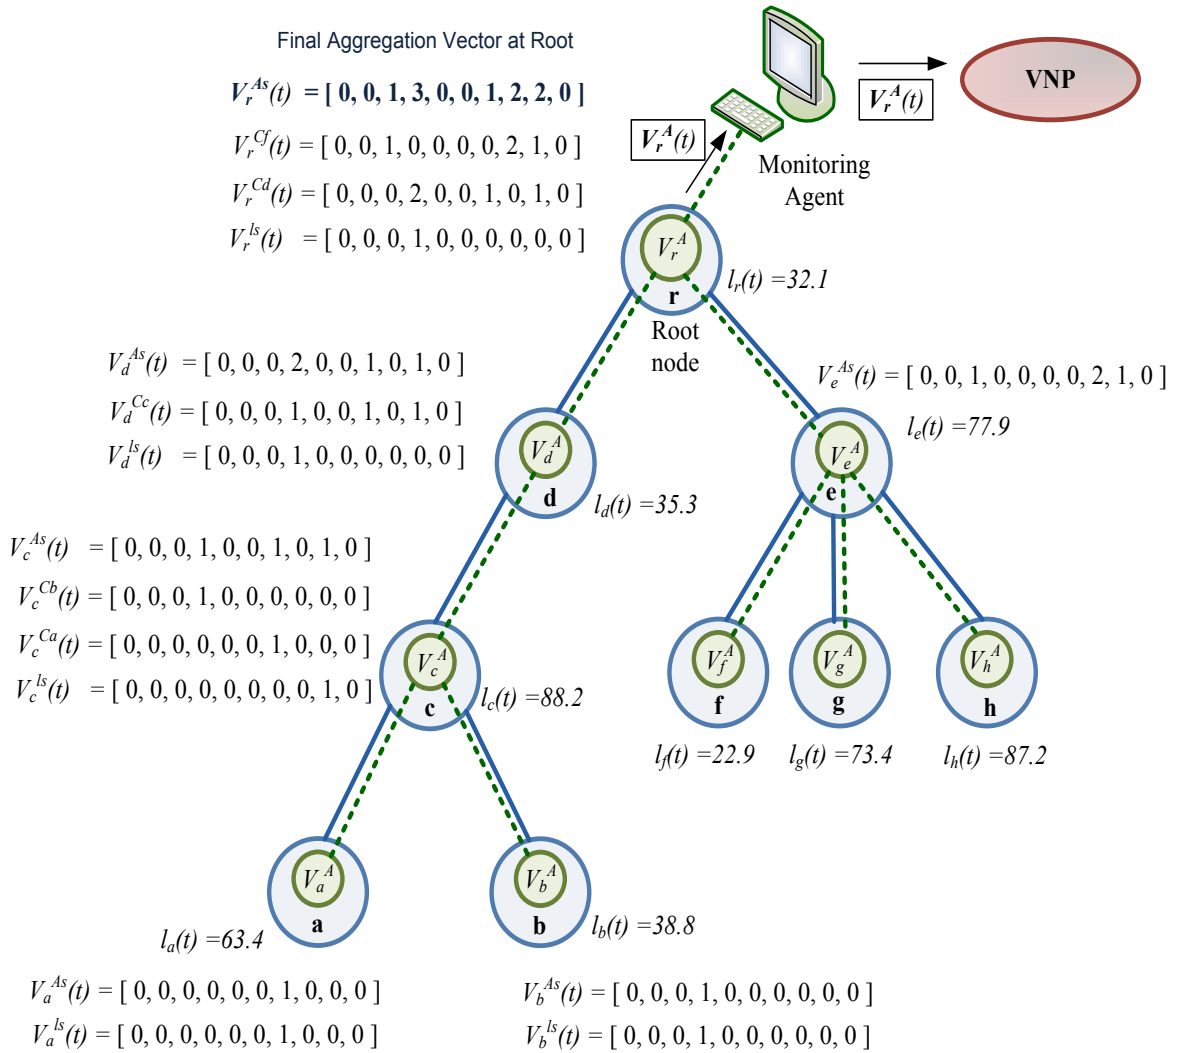 Final Aggregation Vector at Root
V_r^As(t) = [ 0, 0, 1, 3, 0, 0, 1, 2, 2, 0 ]
V_r^Cf(t) = [ 0, 0, 1, 0, 0, 0, 0, 2, 1, 0 ]
V_r^Cd(t) = [ 0, 0, 0, 2, 0, 0, 1, 0, 1, 0 ]
V_r^ls(t) = [ 0, 0, 0, 1, 0, 0, 0, 0, 0, 0 ]
V_r^A(t)
V_r^A(t)
VNP
Monitoring
Agent
V_r^A
r
l_r(t) =32.1
Root
node
V_d^As(t) = [ 0, 0, 0, 2, 0, 0, 1, 0, 1, 0 ]
V_d^Cc(t) = [ 0, 0, 0, 1, 0, 0, 1, 0, 1, 0 ]
V_d^ls(t) = [ 0, 0, 0, 1, 0, 0, 0, 0, 0, 0 ]
V_e^As(t) = [ 0, 0, 1, 0, 0, 0, 0, 2, 1, 0 ]
l_e(t) =77.9
V_d^A
d
l_d(t) =35.3
V_e^A
e
V_c^As(t) = [ 0, 0, 0, 1, 0, 0, 1, 0, 1, 0 ]
V_c^Cb(t) = [ 0, 0, 0, 1, 0, 0, 0, 0, 0, 0 ]
V_c^Ca(t) = [ 0, 0, 0, 0, 0, 0, 1, 0, 0, 0 ]
V_c^ls(t) = [ 0, 0, 0, 0, 0, 0, 0, 0, 1, 0 ]
V_c^A
c
l_c(t) =88.2
V_f^A
f
l_f(t) =22.9
V_g^A
g
l_g(t) =73.4
V_h^A
h
l_h(t) =87.2
V_a^A
a
l_a(t) =63.4
V_b^A
b
l_b(t) =38.8
V_a^As(t) = [ 0, 0, 0, 0, 0, 0, 1, 0, 0, 0 ]
V_a^ls(t) = [ 0, 0, 0, 0, 0, 0, 1, 0, 0, 0 ]
V_b^As(t) = [ 0, 0, 0, 1, 0, 0, 0, 0, 0, 0 ]
V_b^ls(t) = [ 0, 0, 0, 1, 0, 0, 0, 0, 0, 0 ]